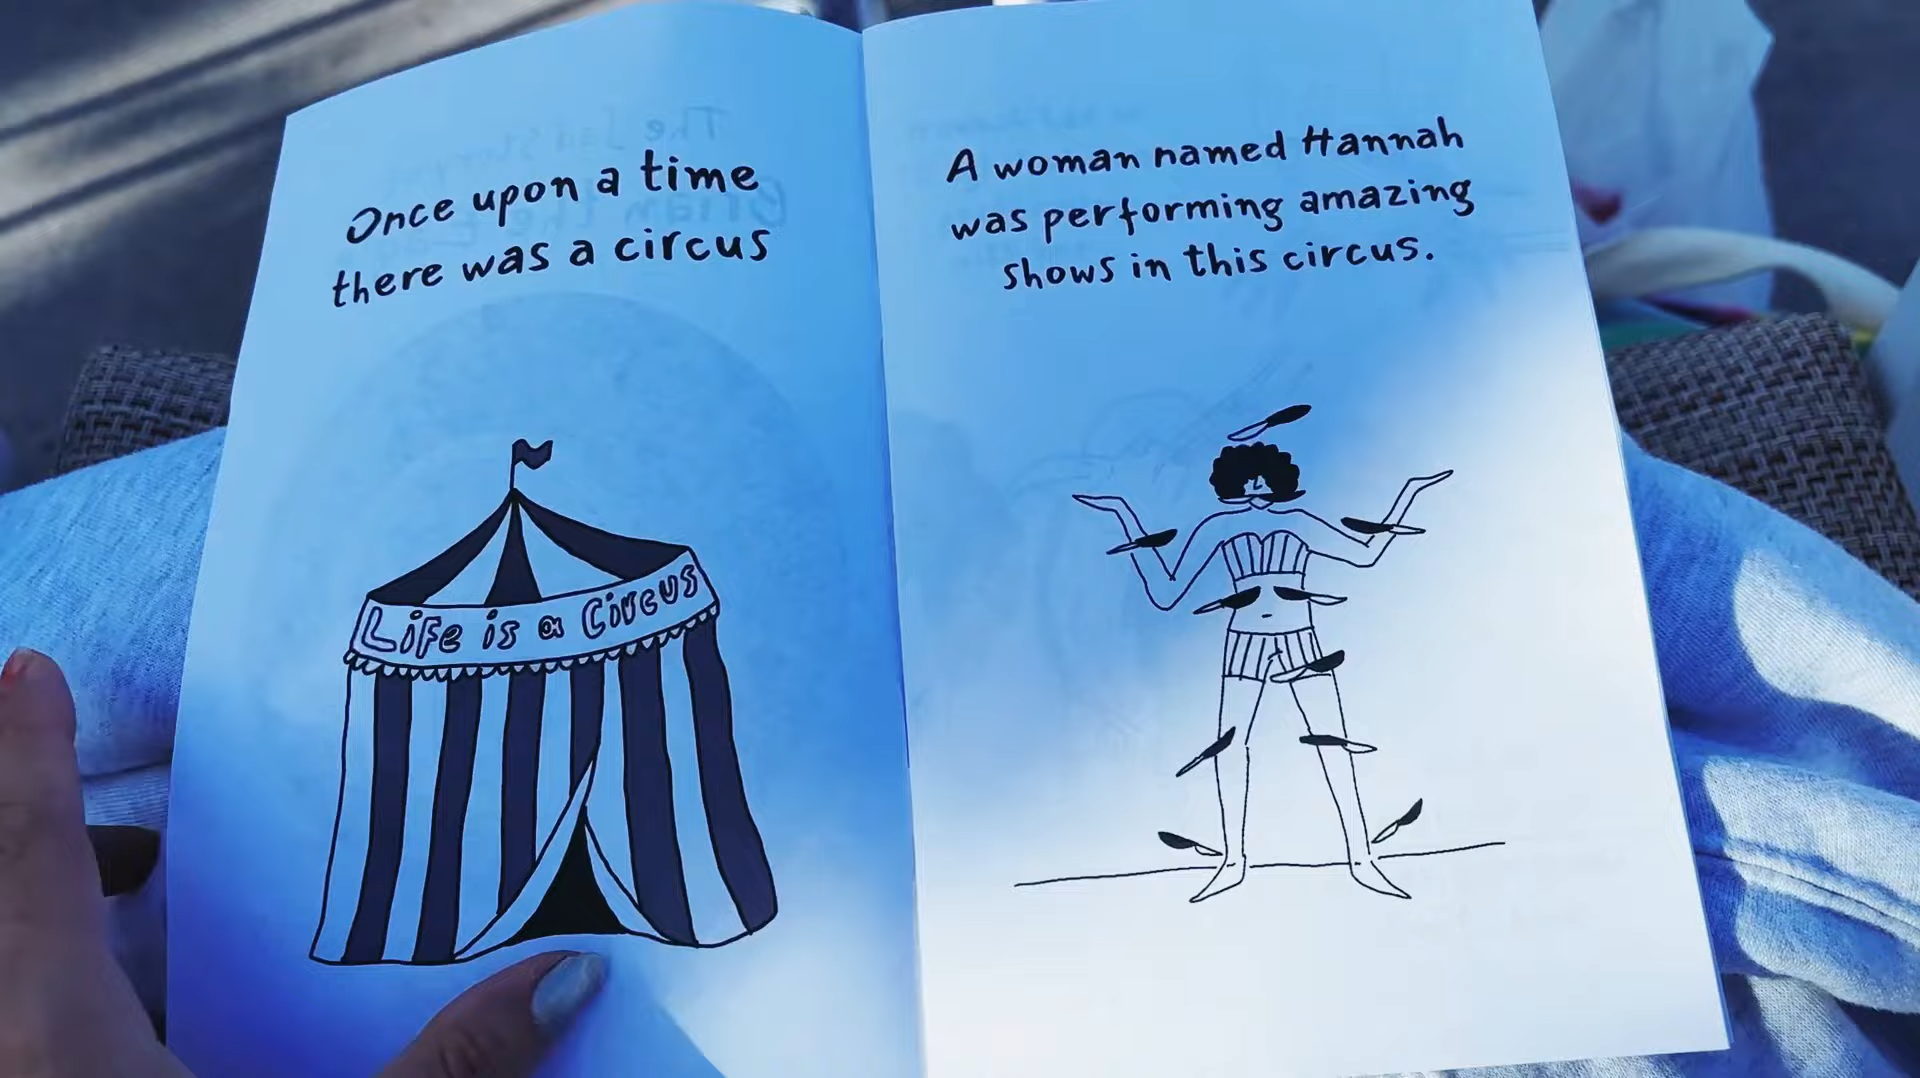 Once upon a time
there was a circus
Life is a Circus
A woman named Hannah
was performing amazing
shows in this circus.